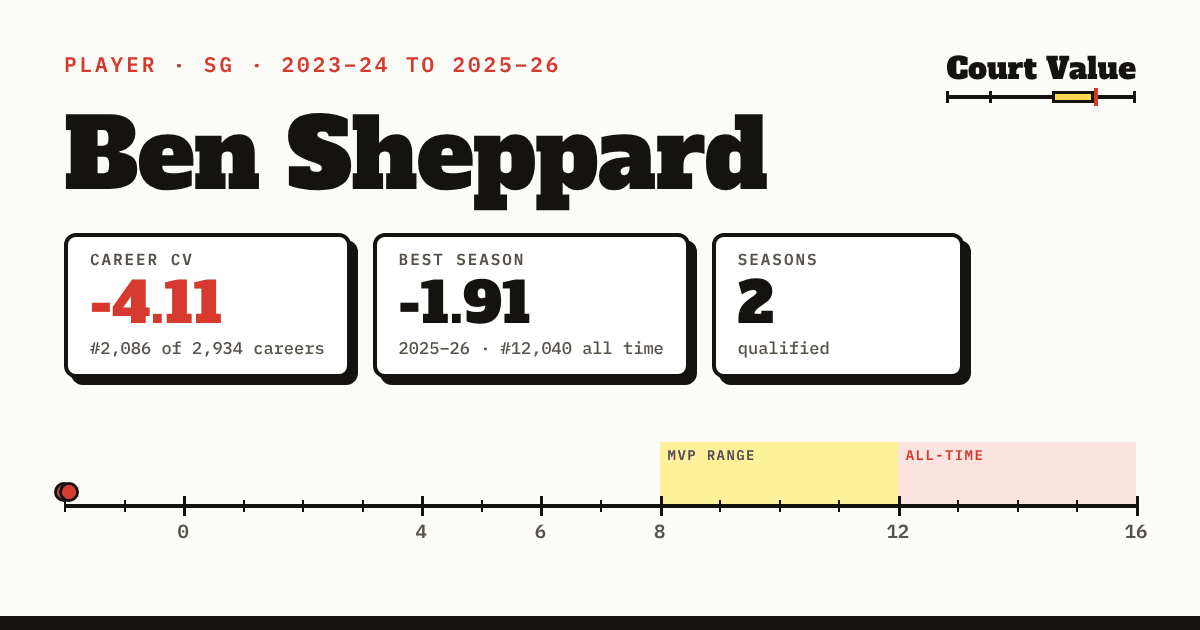 PLAYER · SG · 2023–24 TO 2025–26
Court Value
Ben Sheppard
CAREER CV
-4.11
#2,086 of 2,934 careers
BEST SEASON
-1.91
2025–26 · #12,040 all time
SEASONS
2
qualified
MVP RANGE
ALL-TIME
0 4 6 8 12 16